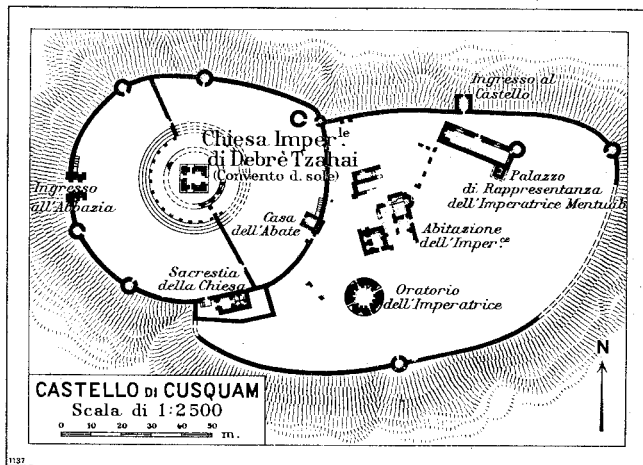 Ingresso al
Castello
Chiesa Imper.le
di Debrè Tzahai
(Convento d. sole)
Ingresso
all'Abbazia
Palazzo
di Rappresentanza
dell'Imperatrice Mentuab
Casa
dell'Abate
Abitazione
dell'Imper.ce
Sacrestia
della Chiesa
Oratorio
dell'Imperatrice
N
CASTELLO DI CUSQUAM
Scala di 1:2500
0 10 20 30 40 50
m.
1137